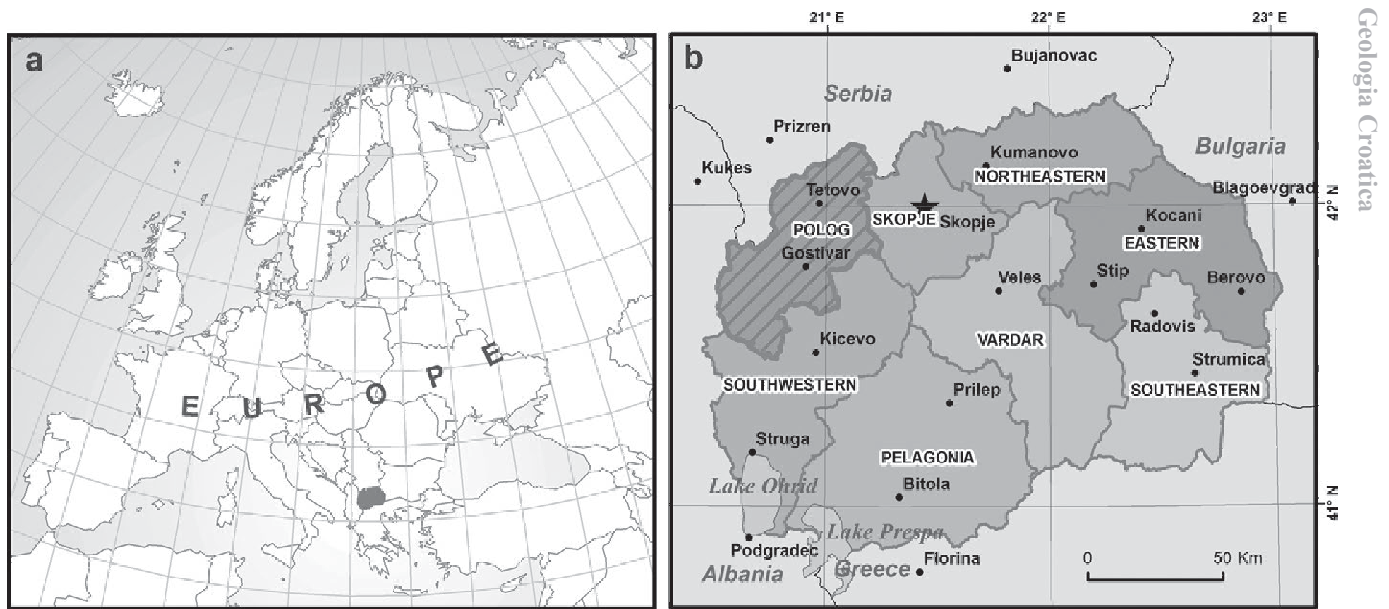 a
E U R O P E
21° E
22° E
23° E
b
Bujanovac
Serbia
Prizren
Kukes
Bulgaria
Kumanovo
NORTHEASTERN
Blagoevgrad
Tetovo
POLOG
SKOPJE
Skopje
Kocani
EASTERN
Gostivar
Veles
Stip
Berovo
Radovis
Kicevo
VARDAR
SOUTHWESTERN
Strumica
SOUTHEASTERN
Prilep
Struga
PELAGONIA
Bitola
Lake Ohrid
Lake Prespa
Podgradec
Albania
Greece
Florina
0 50 Km
42° N
41° N
Geologia Croatica